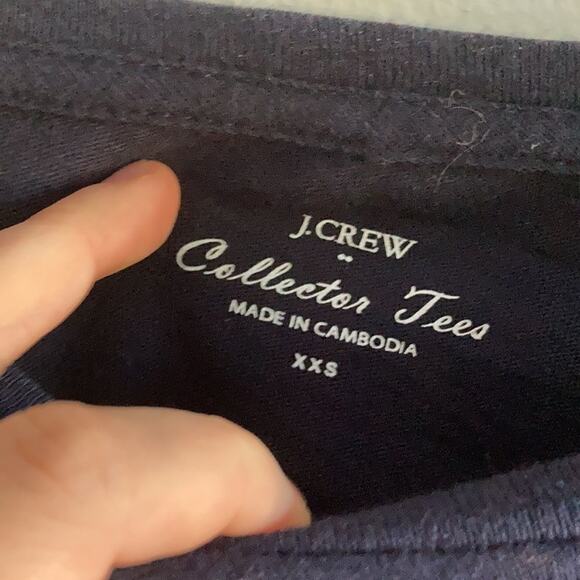 J.CREW
Collector Tees
MADE IN CAMBODIA
XXS